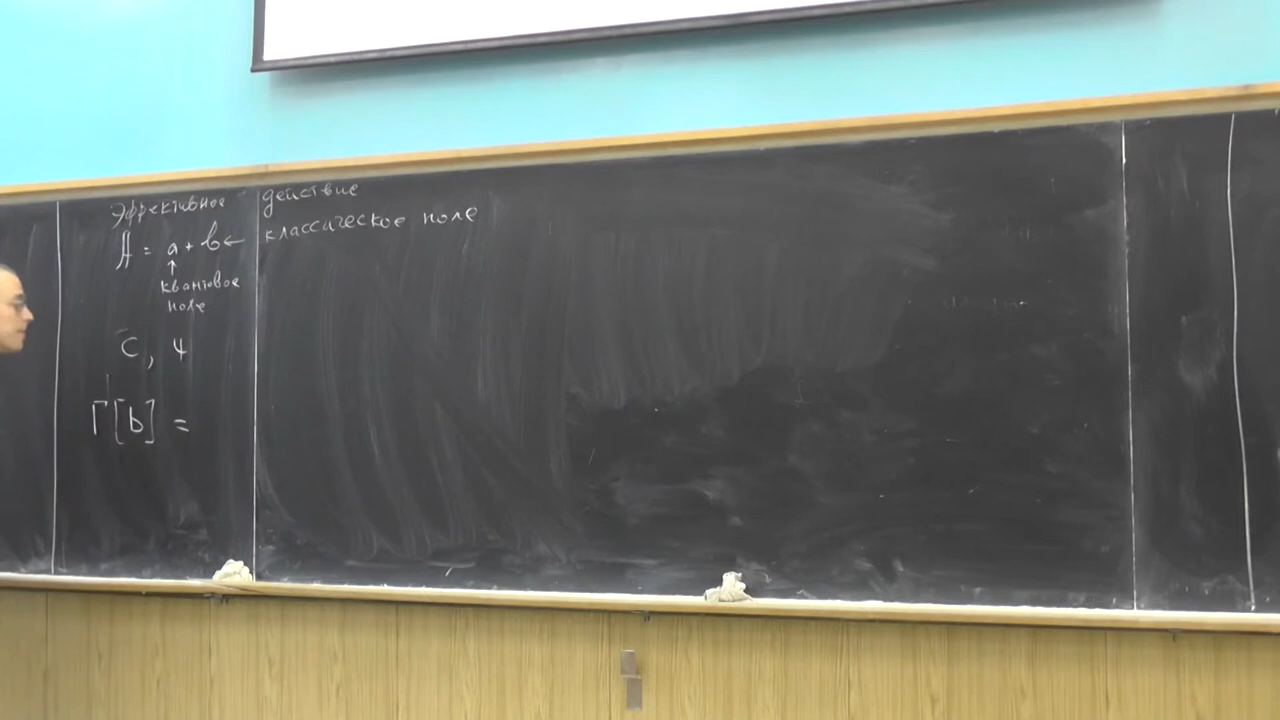 Эффективное действие
A = a + b ← классическое поле
↑
квантовое
поле
c, ψ
Γ[b] =